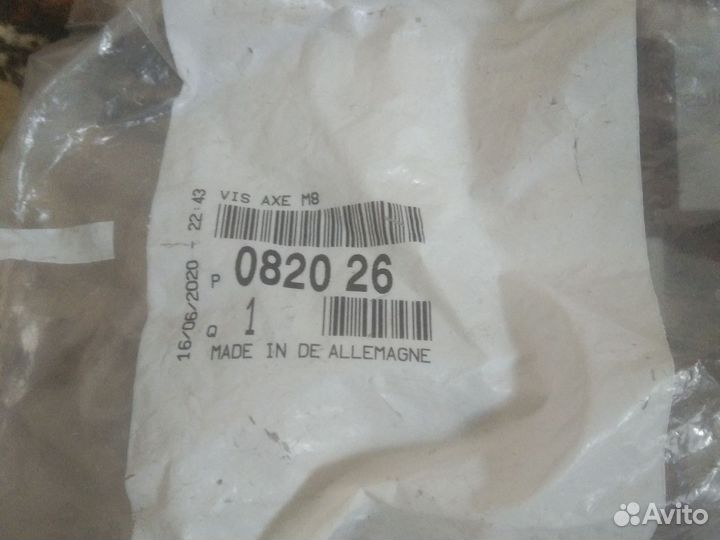 VIS AXE M8
P 0820 26
Q 1
MADE IN DE ALLEMAGNE
16/06/2020 - 22:43
Avito